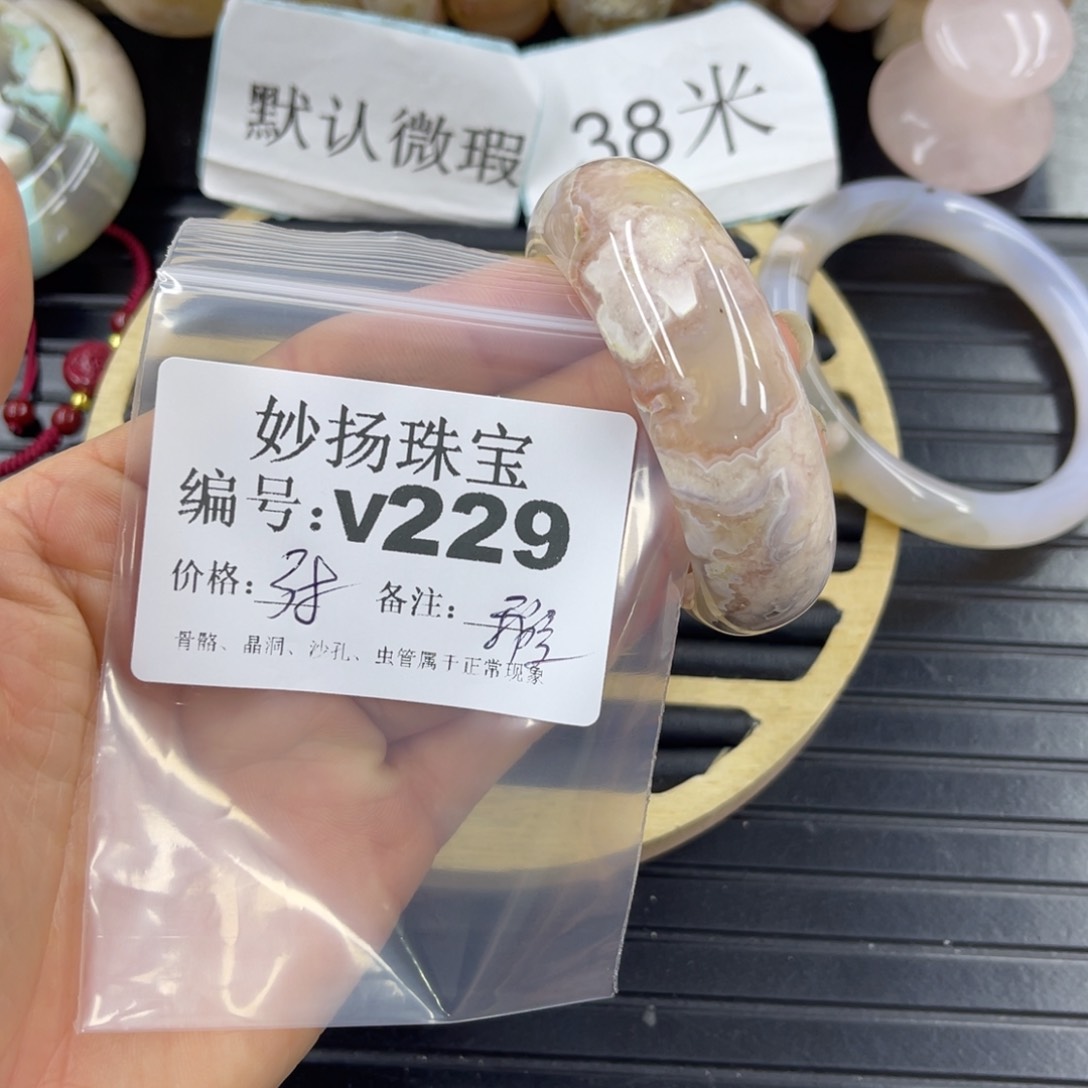 默认微瑕
38米
妙扬珠宝
编号:v229
价格:
备注:
骨骼、晶洞、沙孔、虫管属于正常现象